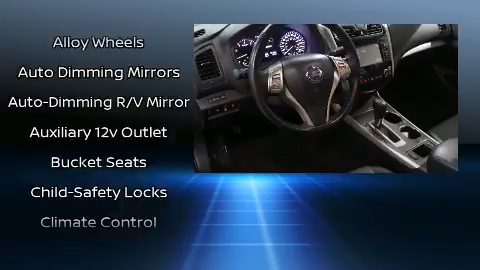 Alloy Wheels
Auto Dimming Mirrors
Auto-Dimming R/V Mirror
Auxiliary 12v Outlet
Bucket Seats
Child-Safety Locks
Climate Control